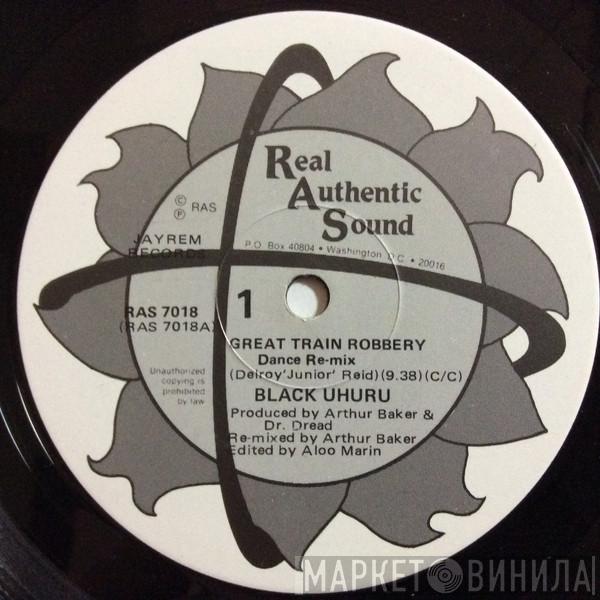 Real
Authentic
Sound
P.O. Box 40804 • Washington D.C. • 20016
© ℗ RAS
JAYREM
RECORDS
RAS 7018
(RAS 7018A)
1
Unauthorized
copying is
prohibited
by law
GREAT TRAIN ROBBERY
Dance Re-mix
(Delroy'Junior' Reid)(9.38)(C/C)
BLACK UHURU
Produced by Arthur Baker &
Dr. Dread
Re-mixed by Arthur Baker
Edited by Aloo Marin
МАРКЕТ ВИНИЛА